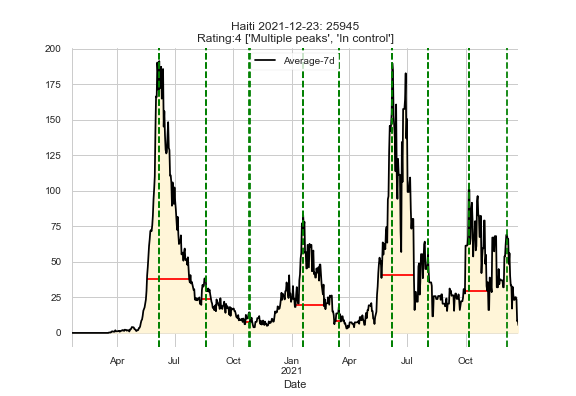 Haiti 2021-12-23: 25945
Rating:4 ['Multiple peaks', 'In control']
Average-7d
200
175
150
125
100
75
50
25
0
Apr Jul Oct Jan Apr Jul Oct
2021
Date